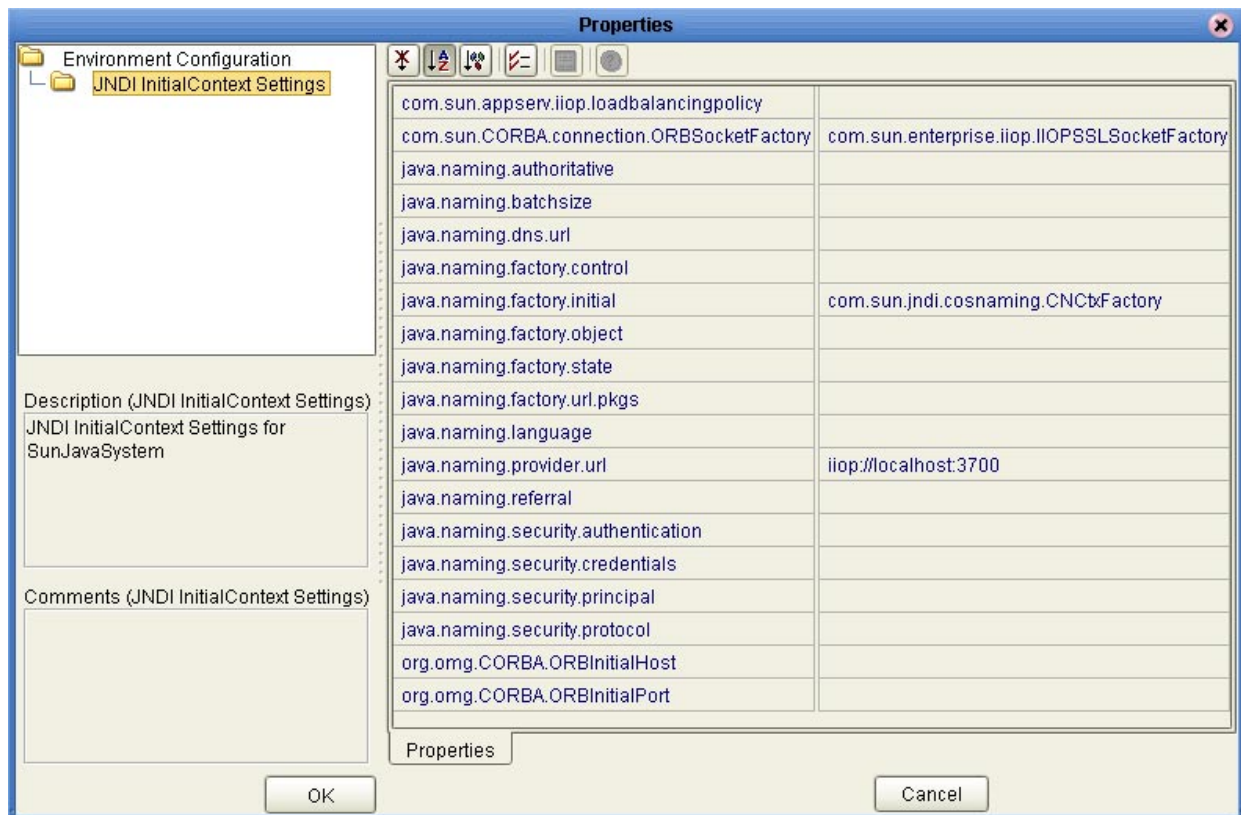 Properties
Environment Configuration
JNDI InitialContext Settings
Description (JNDI InitialContext Settings)
JNDI InitialContext Settings for
SunJavaSystem
Comments (JNDI InitialContext Settings)
com.sun.appserv.iiop.loadbalancingpolicy
com.sun.CORBA.connection.ORBSocketFactory com.sun.enterprise.iiop.IIOPSSLSocketFactory
java.naming.authoritative
java.naming.batchsize
java.naming.dns.url
java.naming.factory.control
java.naming.factory.initial com.sun.jndi.cosnaming.CNCtxFactory
java.naming.factory.object
java.naming.factory.state
java.naming.factory.url.pkgs
java.naming.language
java.naming.provider.url iiop://localhost:3700
java.naming.referral
java.naming.security.authentication
java.naming.security.credentials
java.naming.security.principal
java.naming.security.protocol
org.omg.CORBA.ORBInitialHost
org.omg.CORBA.ORBInitialPort
Properties
OK
Cancel